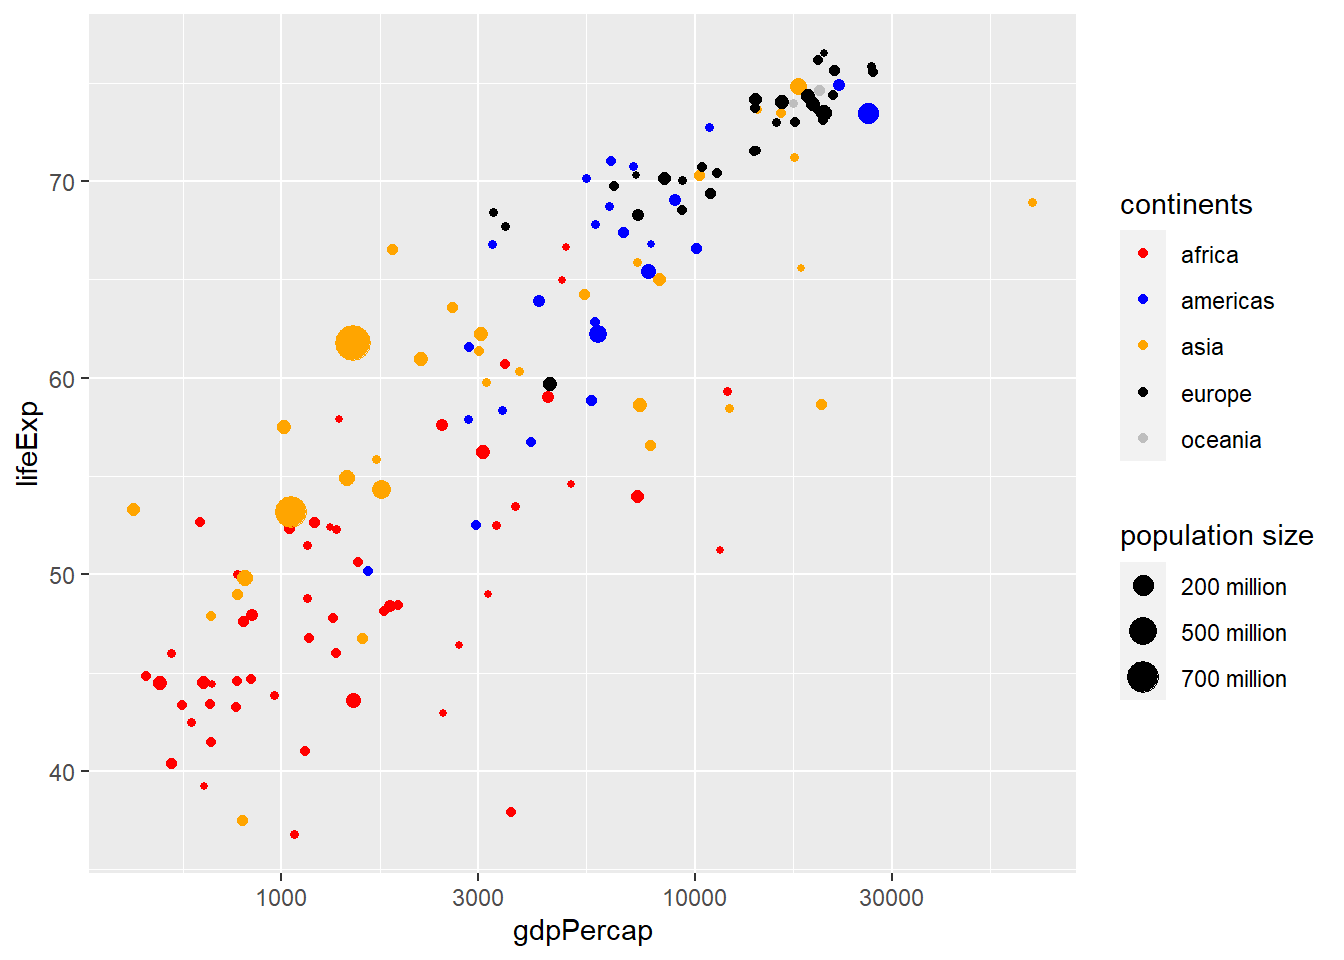 lifeExp
70
60
50
40
1000
3000
10000
30000
gdpPercap
continents
africa
americas
asia
europe
oceania
population size
200 million
500 million
700 million